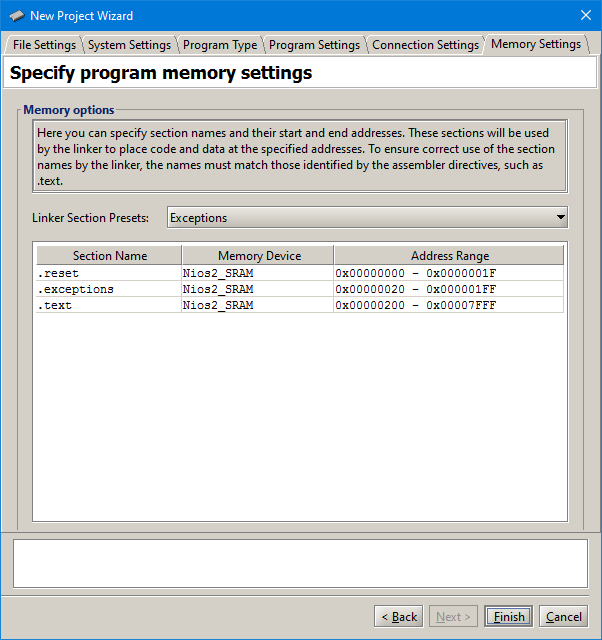 New Project Wizard
File Settings System Settings Program Type Program Settings Connection Settings Memory Settings
Specify program memory settings
Memory options
Here you can specify section names and their start and end addresses. These sections will be used
by the linker to place code and data at the specified addresses. To ensure correct use of the section
names by the linker, the names must match those identified by the assembler directives, such as
.text.
Linker Section Presets: Exceptions
Section Name Memory Device Address Range
.reset Nios2_SRAM 0x00000000 - 0x0000001F
.exceptions Nios2_SRAM 0x00000020 - 0x000001FF
.text Nios2_SRAM 0x00000200 - 0x00007FFF
< Back Next > Finish Cancel